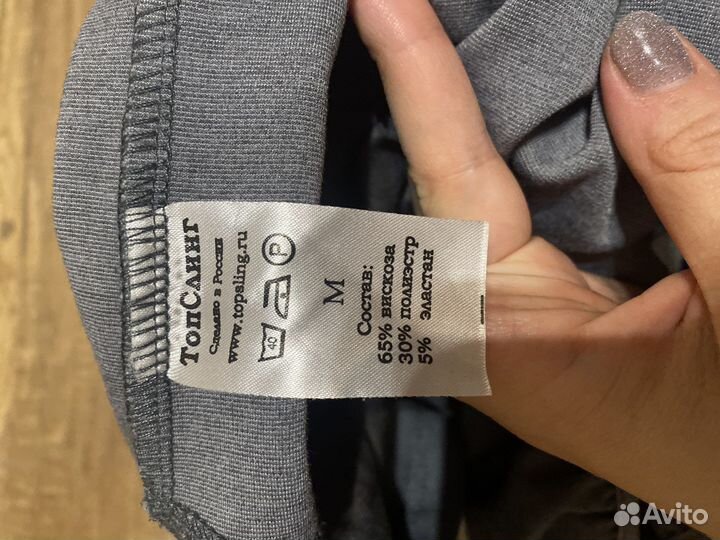 ТопСлинг
Сделано в России
www.topsling.ru
40 P
M
Состав:
65% вискоза
30% полиэстр
5% эластан
Avito